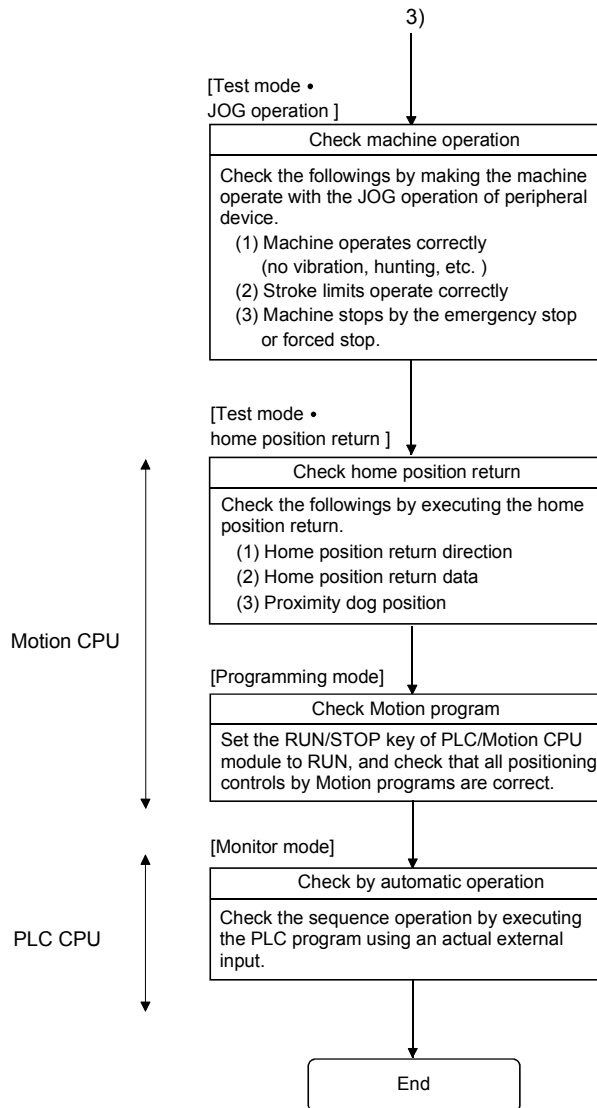 3)
[Test mode •
JOG operation ]
Check machine operation
Check the followings by making the machine
operate with the JOG operation of peripheral
device.
(1) Machine operates correctly
(no vibration, hunting, etc. )
(2) Stroke limits operate correctly
(3) Machine stops by the emergency stop
or forced stop.
[Test mode •
home position return ]
Check home position return
Check the followings by executing the home
position return.
(1) Home position return direction
(2) Home position return data
(3) Proximity dog position
Motion CPU
[Programming mode]
Check Motion program
Set the RUN/STOP key of PLC/Motion CPU
module to RUN, and check that all positioning
controls by Motion programs are correct.
[Monitor mode]
Check by automatic operation
Check the sequence operation by executing
the PLC program using an actual external
input.
PLC CPU
End